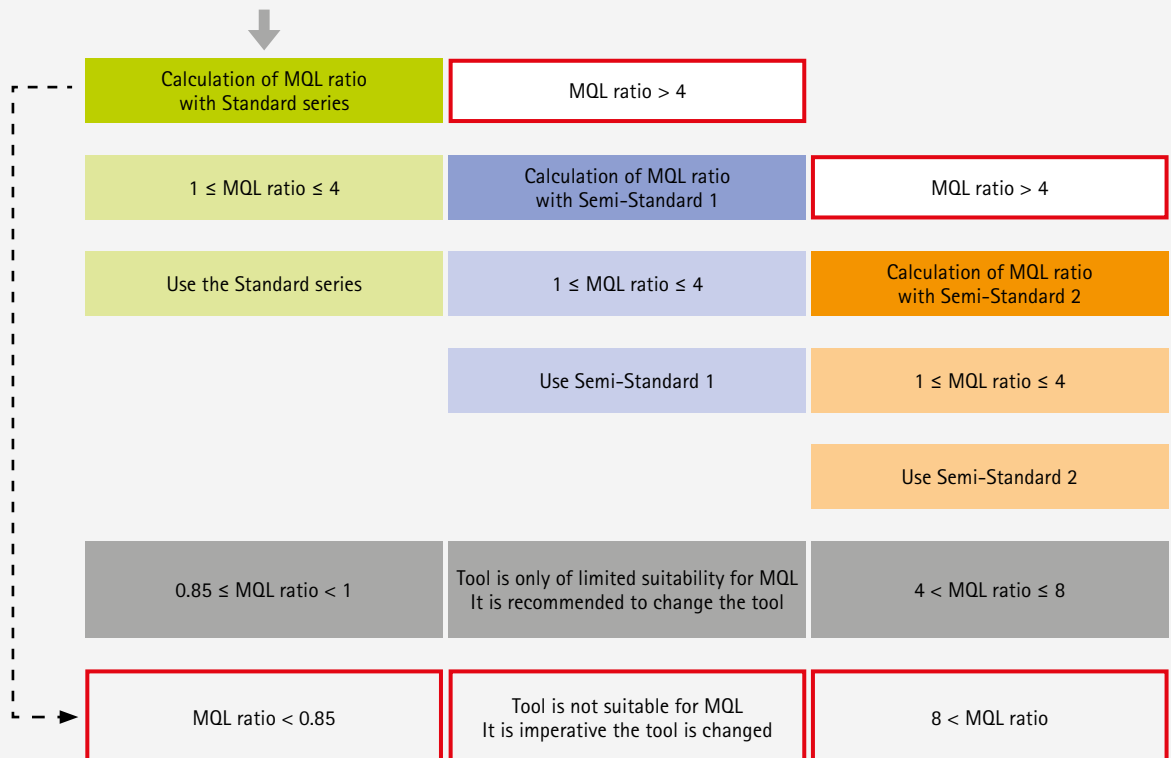 Calculation of MQL ratio
with Standard series
MQL ratio > 4
1 ≤ MQL ratio ≤ 4
Calculation of MQL ratio
with Semi-Standard 1
MQL ratio > 4
Use the Standard series
1 ≤ MQL ratio ≤ 4
Calculation of MQL ratio
with Semi-Standard 2
Use Semi-Standard 1
1 ≤ MQL ratio ≤ 4
Use Semi-Standard 2
0.85 ≤ MQL ratio < 1
Tool is only of limited suitability for MQL
It is recommended to change the tool
4 < MQL ratio ≤ 8
MQL ratio < 0.85
Tool is not suitable for MQL
It is imperative the tool is changed
8 < MQL ratio